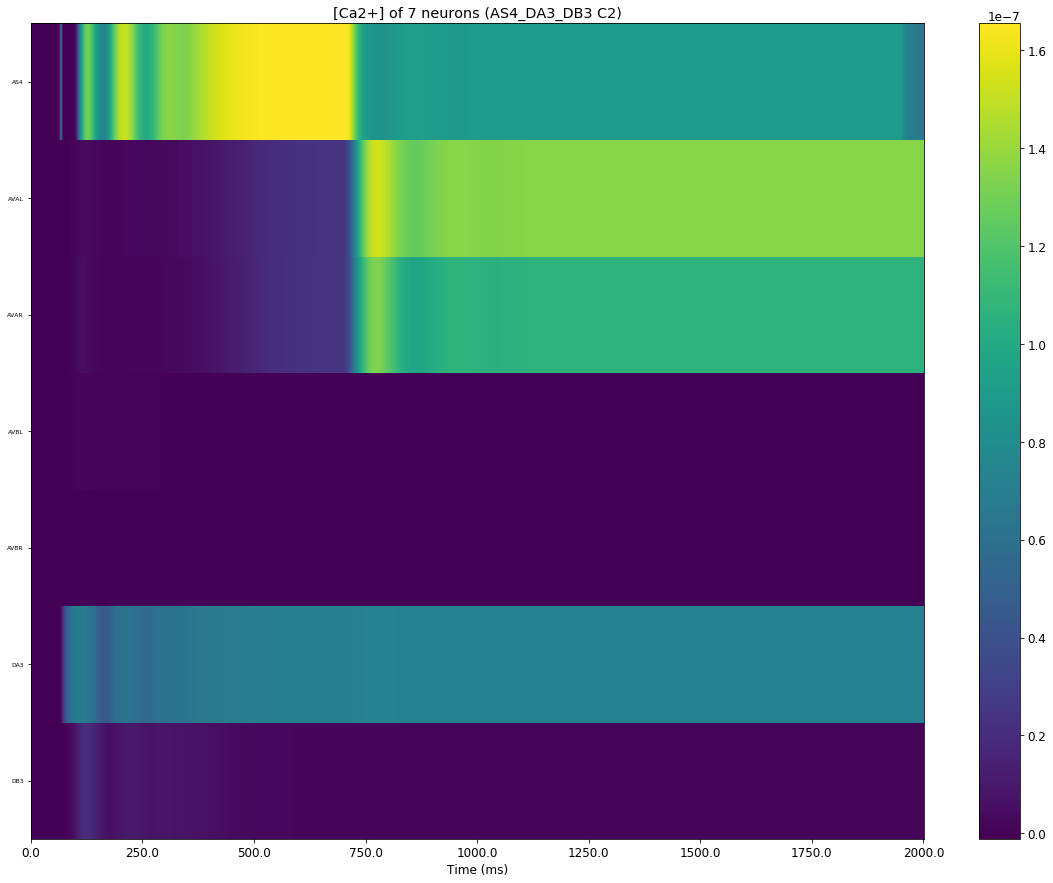 [Ca2+] of 7 neurons (AS4_DA3_DB3 C2)
1e−7
1.6
1.4
1.2
1.0
0.8
0.6
0.4
0.2
0.0
AS4
AVAL
AVAR
AVBL
AVBR
DA3
DB3
0.0 250.0 500.0 750.0 1000.0 1250.0 1500.0 1750.0 2000.0
Time (ms)